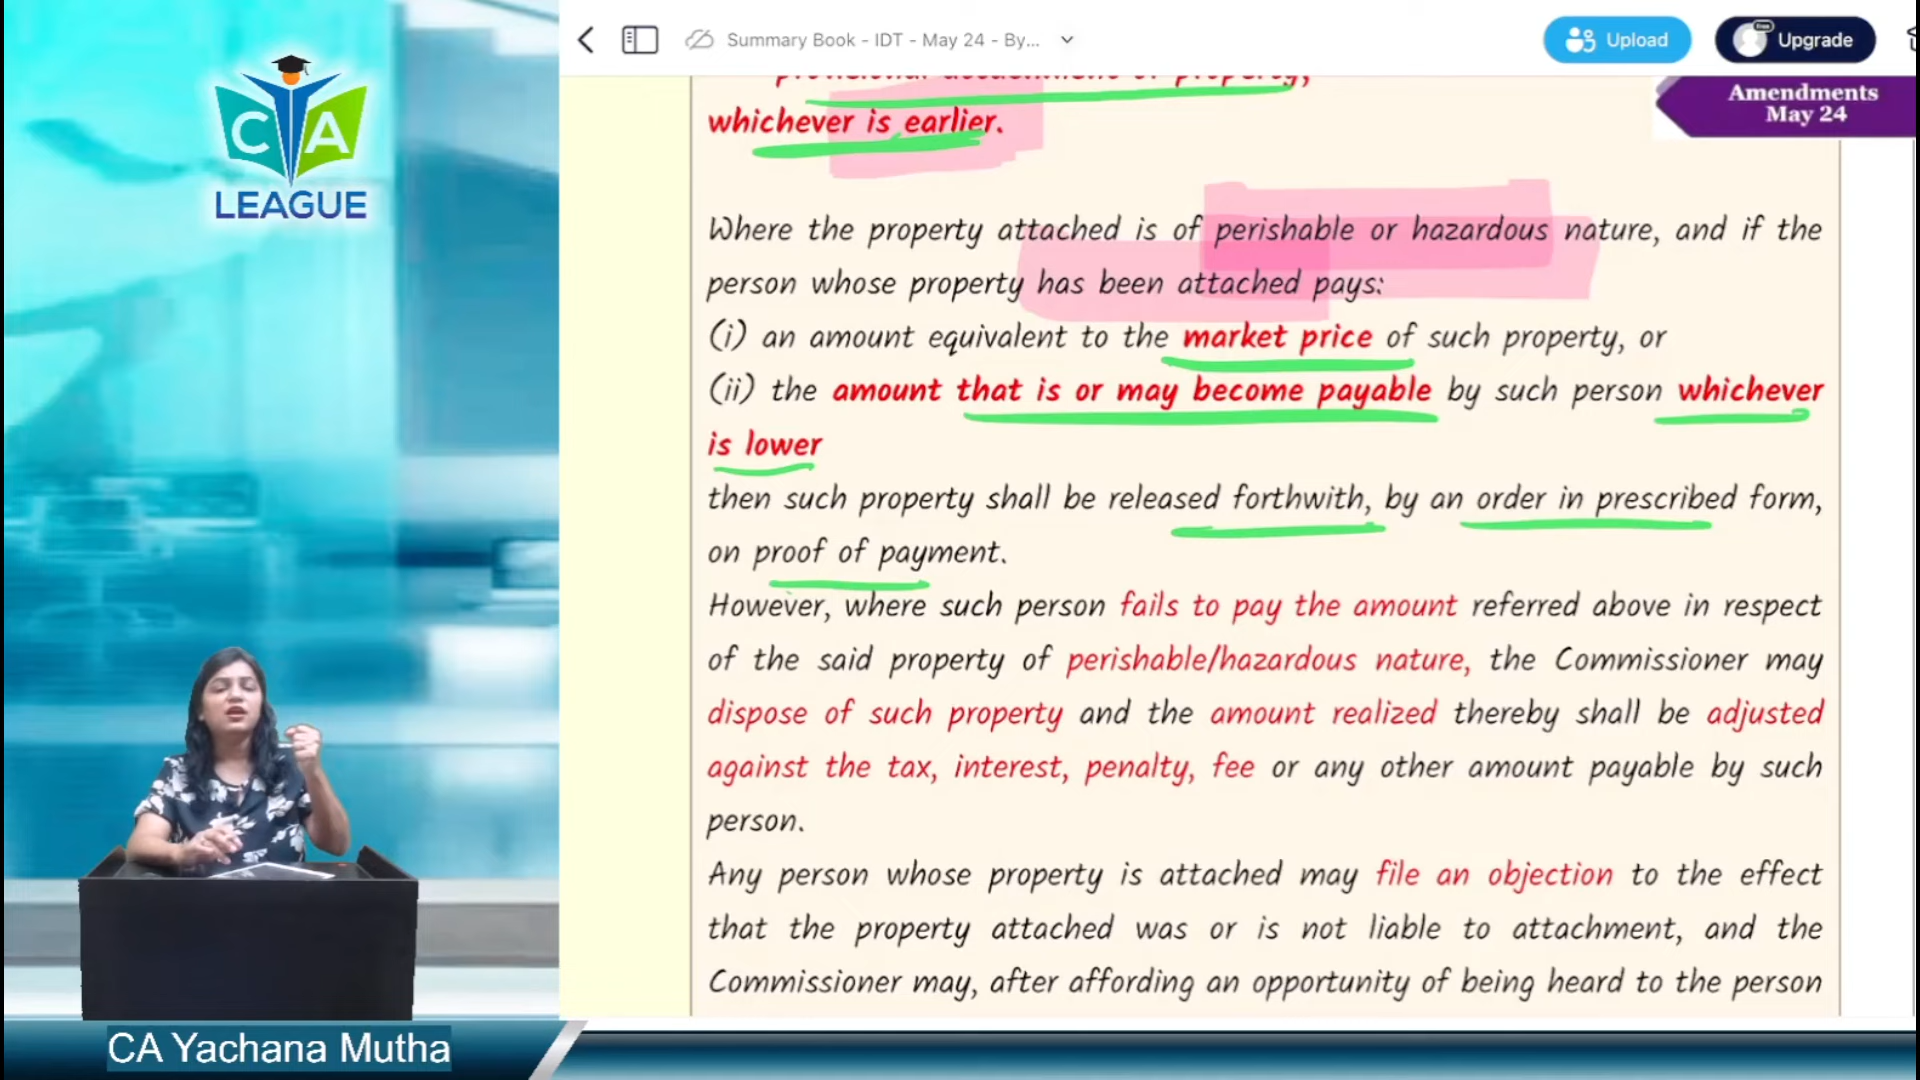 CA
LEAGUE
Summary Book - IDT - May 24 - By...
Upload
Upgrade
Amendments
May 24
provisional attachment of property,
whichever is earlier.
Where the property attached is of perishable or hazardous nature, and if the
person whose property has been attached pays:
(i) an amount equivalent to the market price of such property, or
(ii) the amount that is or may become payable by such person whichever
is lower
then such property shall be released forthwith, by an order in prescribed form,
on proof of payment.
However, where such person fails to pay the amount referred above in respect
of the said property of perishable/hazardous nature, the Commissioner may
dispose of such property and the amount realized thereby shall be adjusted
against the tax, interest, penalty, fee or any other amount payable by such
person.
Any person whose property is attached may file an objection to the effect
that the property attached was or is not liable to attachment, and the
Commissioner may, after affording an opportunity of being heard to the person
CA Yachana Mutha